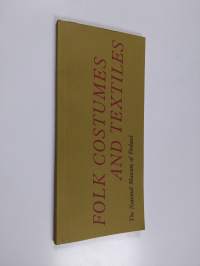 FOLK COSTUMES
AND TEXTILES
The National Museum of Finland